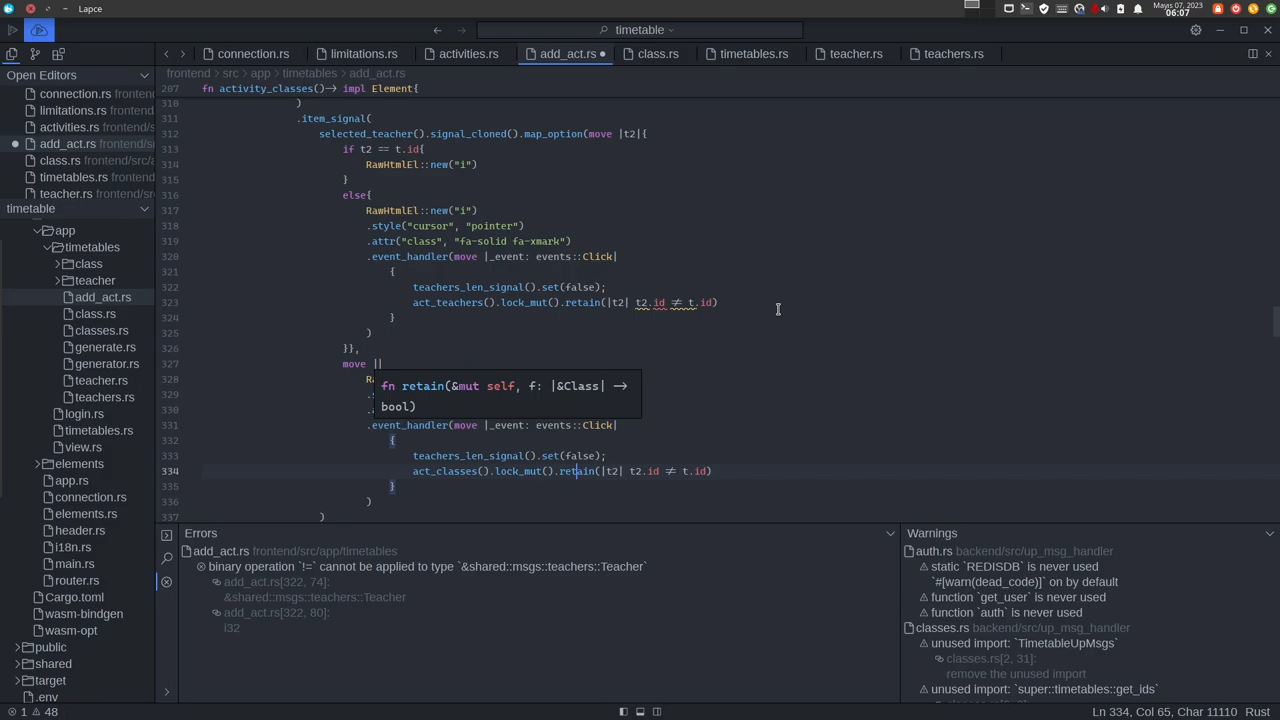 Lapce
Mayıs 07, 2023
06:07
timetable
Open Editors
connection.rs
limitations.rs
activities.rs
add_act.rs
class.rs
timetables.rs
teacher.rs
teachers.rs
frontend › src › app › timetables › add_act.rs
connection.rs frontend
limitations.rs frontend
activities.rs frontend/
add_act.rs frontend/s
class.rs frontend/src/a
timetables.rs frontend
teacher.rs frontend/sr
timetable
app
timetables
class
teacher
add_act.rs
class.rs
classes.rs
generate.rs
generator.rs
teacher.rs
teachers.rs
login.rs
timetables.rs
view.rs
elements
app.rs
connection.rs
elements.rs
header.rs
i18n.rs
main.rs
router.rs
Cargo.toml
wasm-bindgen
wasm-opt
public
shared
target
.env
207 fn activity_classes()-> impl Element{
310 )
311 .item_signal(
312 selected_teacher().signal_cloned().map_option(move |t2|{
313 if t2 == t.id{
314 RawHtmlEl::new("i")
315 }
316 else{
317 RawHtmlEl::new("i")
318 .style("cursor", "pointer")
319 .attr("class", "fa-solid fa-xmark")
320 .event_handler(move |_event: events::Click|
321 {
322 teachers_len_signal().set(false);
323 act_teachers().lock_mut().retain(|t2| t2.id != t.id)
324 }
325 )
326 }},
327 move ||
328 Ra
fn retain(&mut self, f: |&Class| ->
bool)
329 .s
330 .a
331 .event_handler(move |_event: events::Click|
332 {
333 teachers_len_signal().set(false);
334 act_classes().lock_mut().retain(|t2| t2.id != t.id)
335 }
336 )
337 )
Errors
add_act.rs frontend/src/app/timetables
binary operation `!=` cannot be applied to type `&shared::msgs::teachers::Teacher`
add_act.rs[322, 74]:
&shared::msgs::teachers::Teacher
add_act.rs[322, 80]:
i32
Warnings
auth.rs backend/src/up_msg_handler
static `REDISDB` is never used
`#[warn(dead_code)]` on by default
function `get_user` is never used
function `auth` is never used
classes.rs backend/src/up_msg_handler
unused import: `TimetableUpMsgs`
classes.rs[2, 31]:
remove the unused import
unused import: `super::timetables::get_ids`
1 48
Ln 334, Col 65, Char 11110 Rust